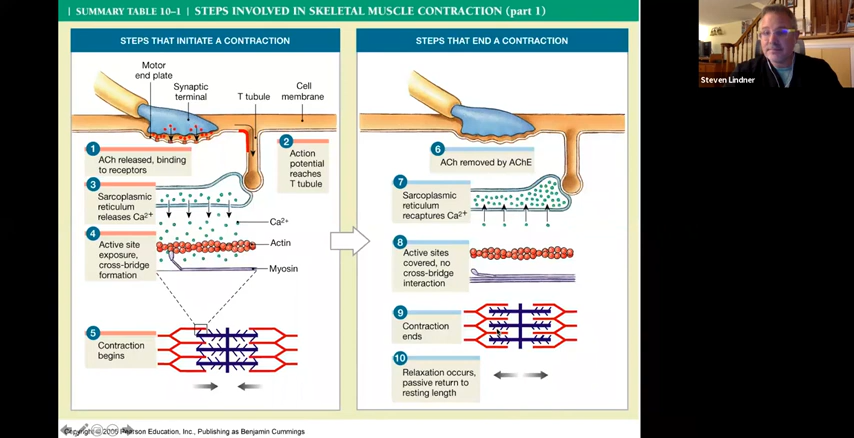 SUMMARY TABLE 10–1 | STEPS INVOLVED IN SKELETAL MUSCLE CONTRACTION (part 1)
STEPS THAT INITIATE A CONTRACTION
Motor
end plate
Synaptic
terminal
T tubule
Cell
membrane
1
ACh released, binding
to receptors
2
Action
potential
reaches
T tubule
3
Sarcoplasmic
reticulum
releases Ca2+
Ca2+
4
Active site
exposure,
cross-bridge
formation
Actin
Myosin
5
Contraction
begins
STEPS THAT END A CONTRACTION
6
ACh removed by AChE
7
Sarcoplasmic
reticulum
recaptures Ca2+
8
Active sites
covered, no
cross-bridge
interaction
9
Contraction
ends
10
Relaxation occurs,
passive return to
resting length
Copyright © 2006 Pearson Education, Inc., Publishing as Benjamin Cummings
Steven Lindner